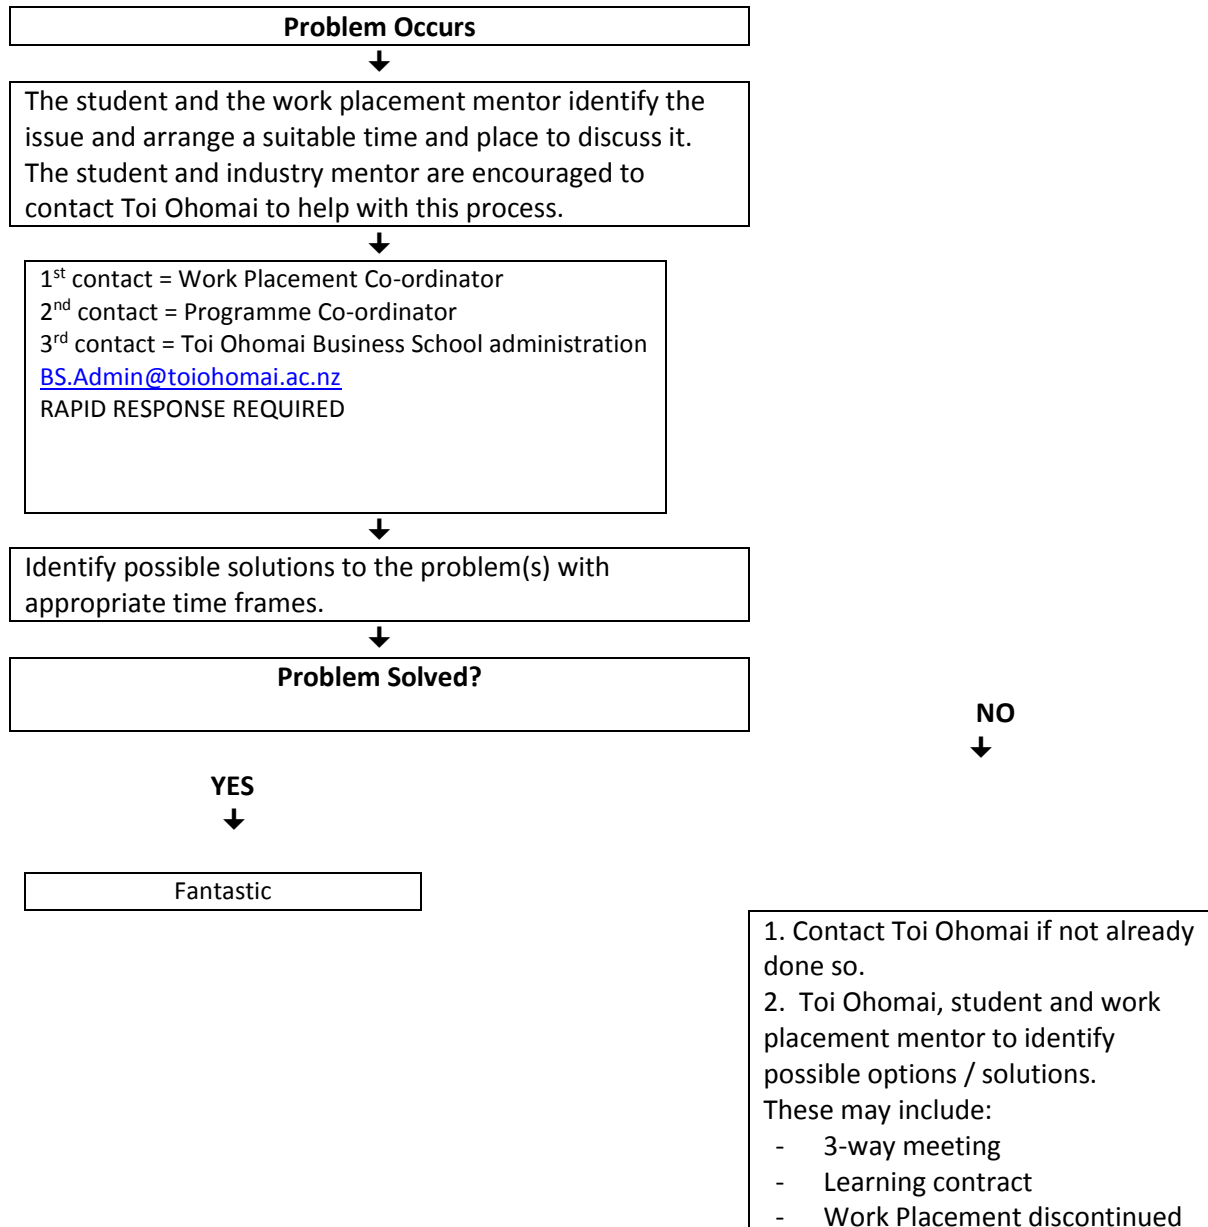 Problem Occurs
The student and the work placement mentor identify the
issue and arrange a suitable time and place to discuss it.
The student and industry mentor are encouraged to
contact Toi Ohomai to help with this process.
1st contact = Work Placement Co-ordinator
2nd contact = Programme Co-ordinator
3rd contact = Toi Ohomai Business School administration
BS.Admin@toiohomai.ac.nz
RAPID RESPONSE REQUIRED
Identify possible solutions to the problem(s) with
appropriate time frames.
Problem Solved?
NO
YES
Fantastic
1. Contact Toi Ohomai if not already
done so.
2. Toi Ohomai, student and work
placement mentor to identify
possible options / solutions.
These may include:
- 3-way meeting
- Learning contract
- Work Placement discontinued